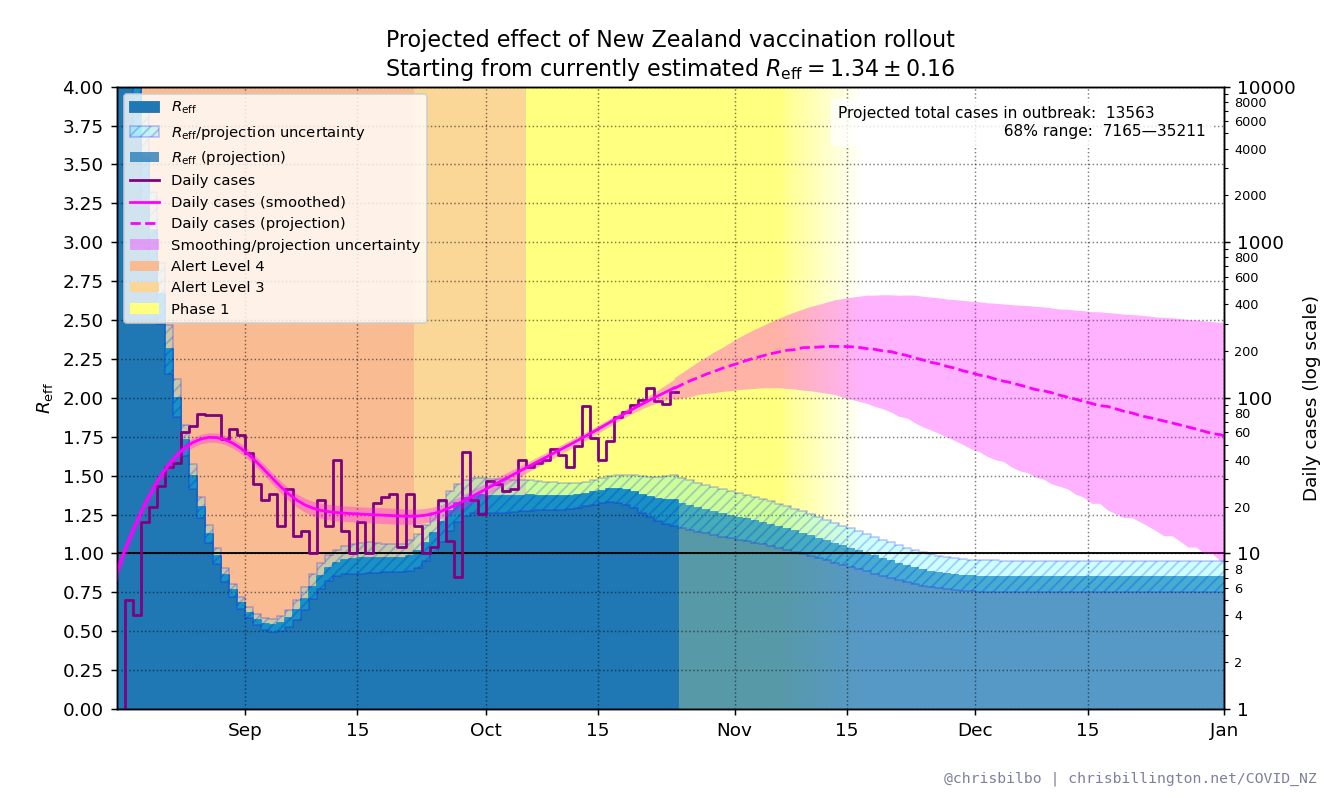 Projected effect of New Zealand vaccination rollout
Starting from currently estimated Reff = 1.34 ± 0.16
Reff
4.00
3.75
3.50
3.25
3.00
2.75
2.50
2.25
2.00
1.75
1.50
1.25
1.00
0.75
0.50
0.25
0.00
Reff
Reff/projection uncertainty
Reff (projection)
Daily cases
Daily cases (smoothed)
Daily cases (projection)
Smoothing/projection uncertainty
Alert Level 4
Alert Level 3
Phase 1
Projected total cases in outbreak: 13563
68% range: 7165—35211
10000
8000
6000
4000
2000
1000
800
600
400
200
100
80
60
40
20
10
8
6
4
2
1
Daily cases (log scale)
Sep 15 Oct 15 Nov 15 Dec 15 Jan
@chrisbilbo | chrisbillington.net/COVID_NZ